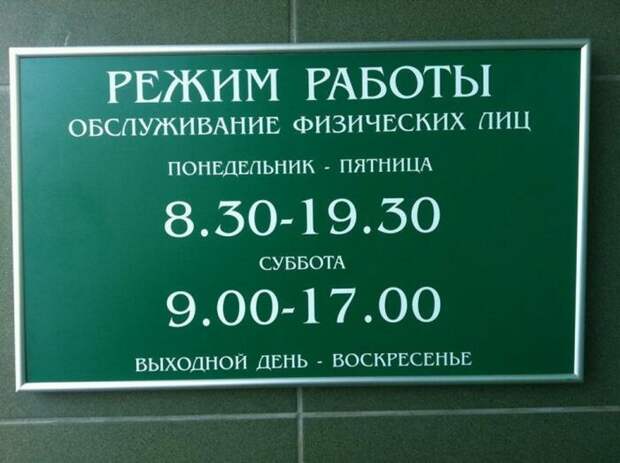 РЕЖИМ РАБОТЫ
ОБСЛУЖИВАНИЕ ФИЗИЧЕСКИХ ЛИЦ
ПОНЕДЕЛЬНИК - ПЯТНИЦА
8.30-19.30
СУББОТА
9.00-17.00
ВЫХОДНОЙ ДЕНЬ - ВОСКРЕСЕНЬЕ